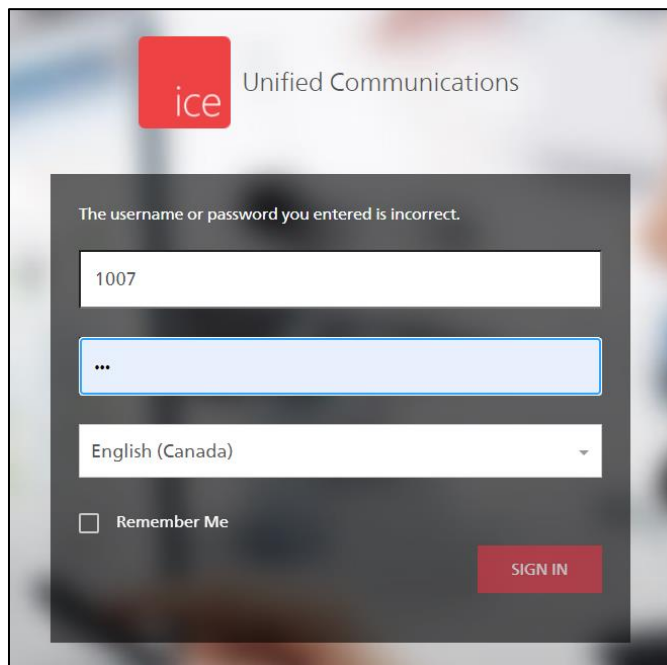 ice
Unified Communications
The username or password you entered is incorrect.
1007
•••
English (Canada)
Remember Me
SIGN IN